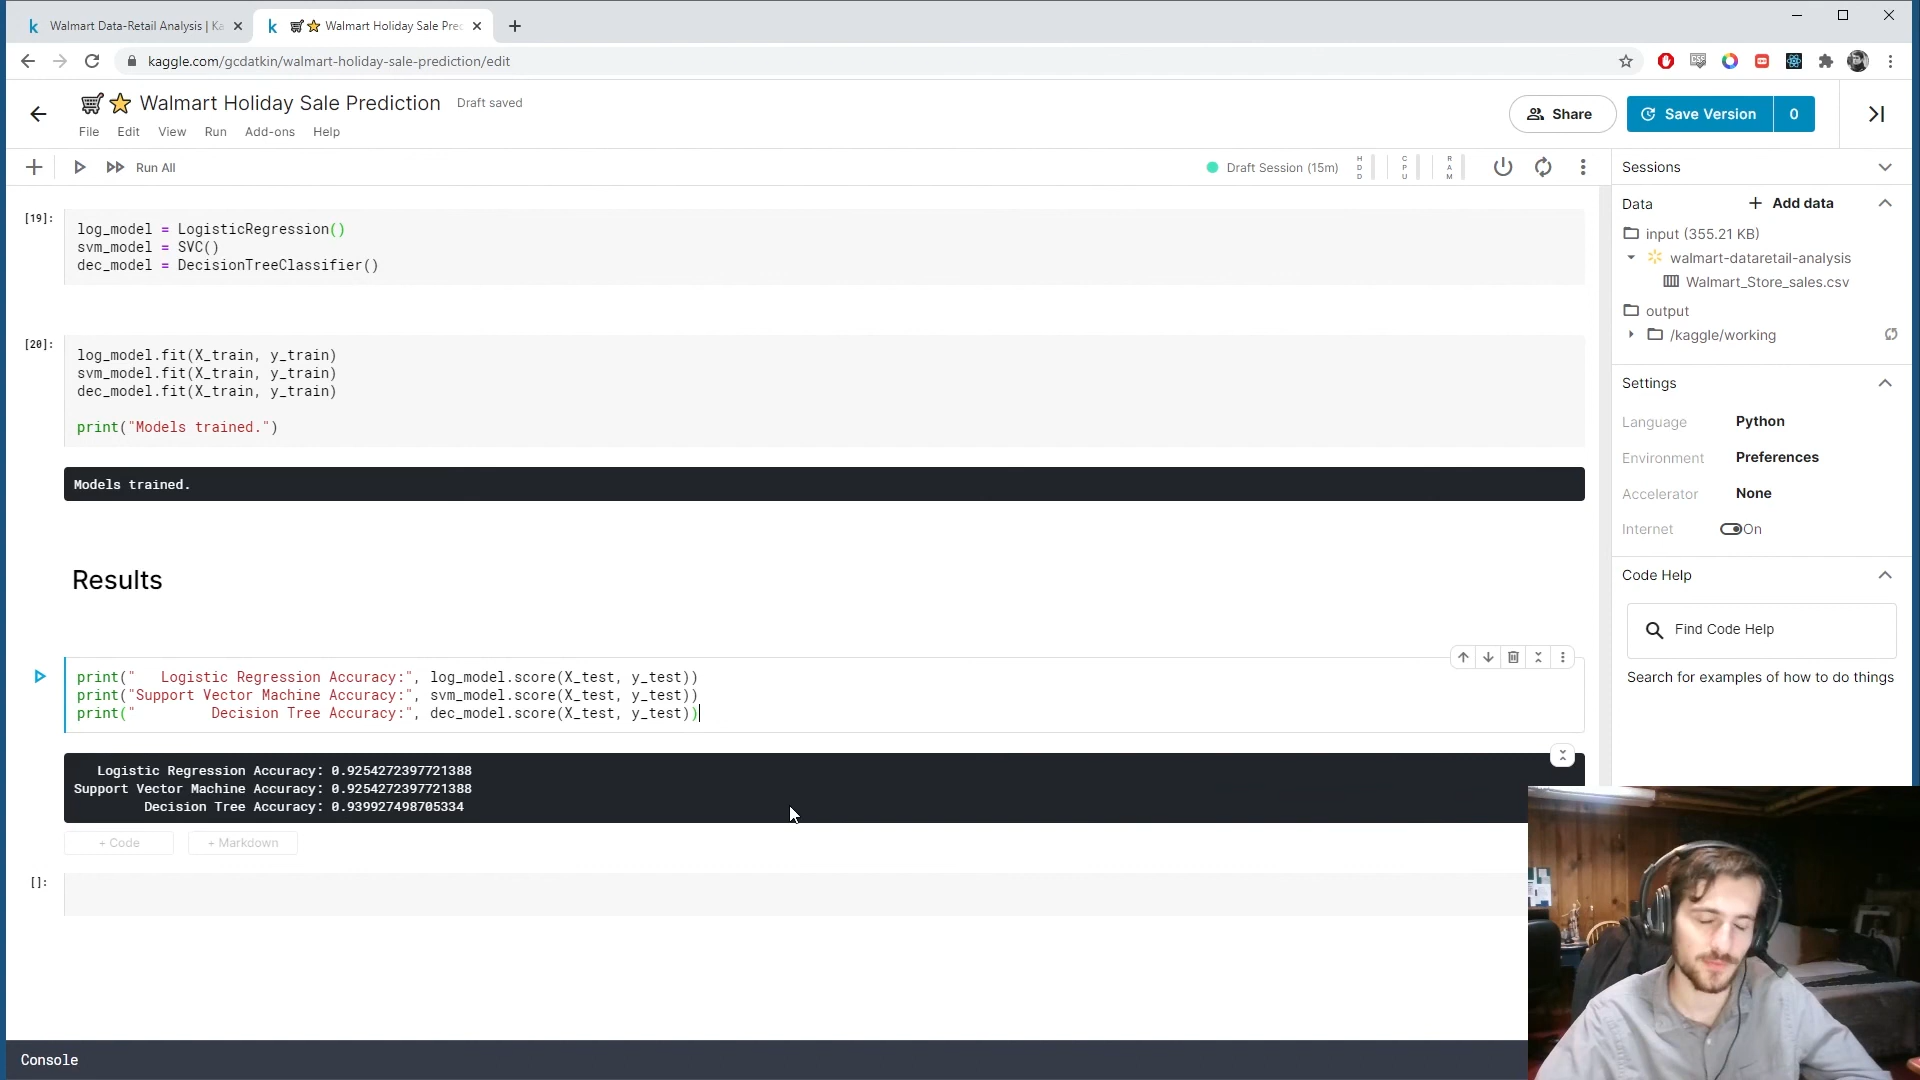 Walmart Data-Retail Analysis | Ka
Walmart Holiday Sale Pred
kaggle.com/gcdatkin/walmart-holiday-sale-prediction/edit
Walmart Holiday Sale Prediction
Draft saved
File Edit View Run Add-ons Help
Share
Save Version 0
Run All
Draft Session (15m)
HDD
CPU
RAM
[19]:
log_model = LogisticRegression()
svm_model = SVC()
dec_model = DecisionTreeClassifier()
[20]:
log_model.fit(X_train, y_train)
svm_model.fit(X_train, y_train)
dec_model.fit(X_train, y_train)
print("Models trained.")
Models trained.
Results
print("   Logistic Regression Accuracy:", log_model.score(X_test, y_test))
print("Support Vector Machine Accuracy:", svm_model.score(X_test, y_test))
print("         Decision Tree Accuracy:", dec_model.score(X_test, y_test))
Logistic Regression Accuracy: 0.9254272397721388
Support Vector Machine Accuracy: 0.9254272397721388
Decision Tree Accuracy: 0.939927498705334
+ Code
+ Markdown
[]:
Console
Sessions
Data
+ Add data
input (355.21 KB)
walmart-dataretail-analysis
Walmart_Store_sales.csv
output
/kaggle/working
Settings
Language Python
Environment Preferences
Accelerator None
Internet On
Code Help
Find Code Help
Search for examples of how to do things